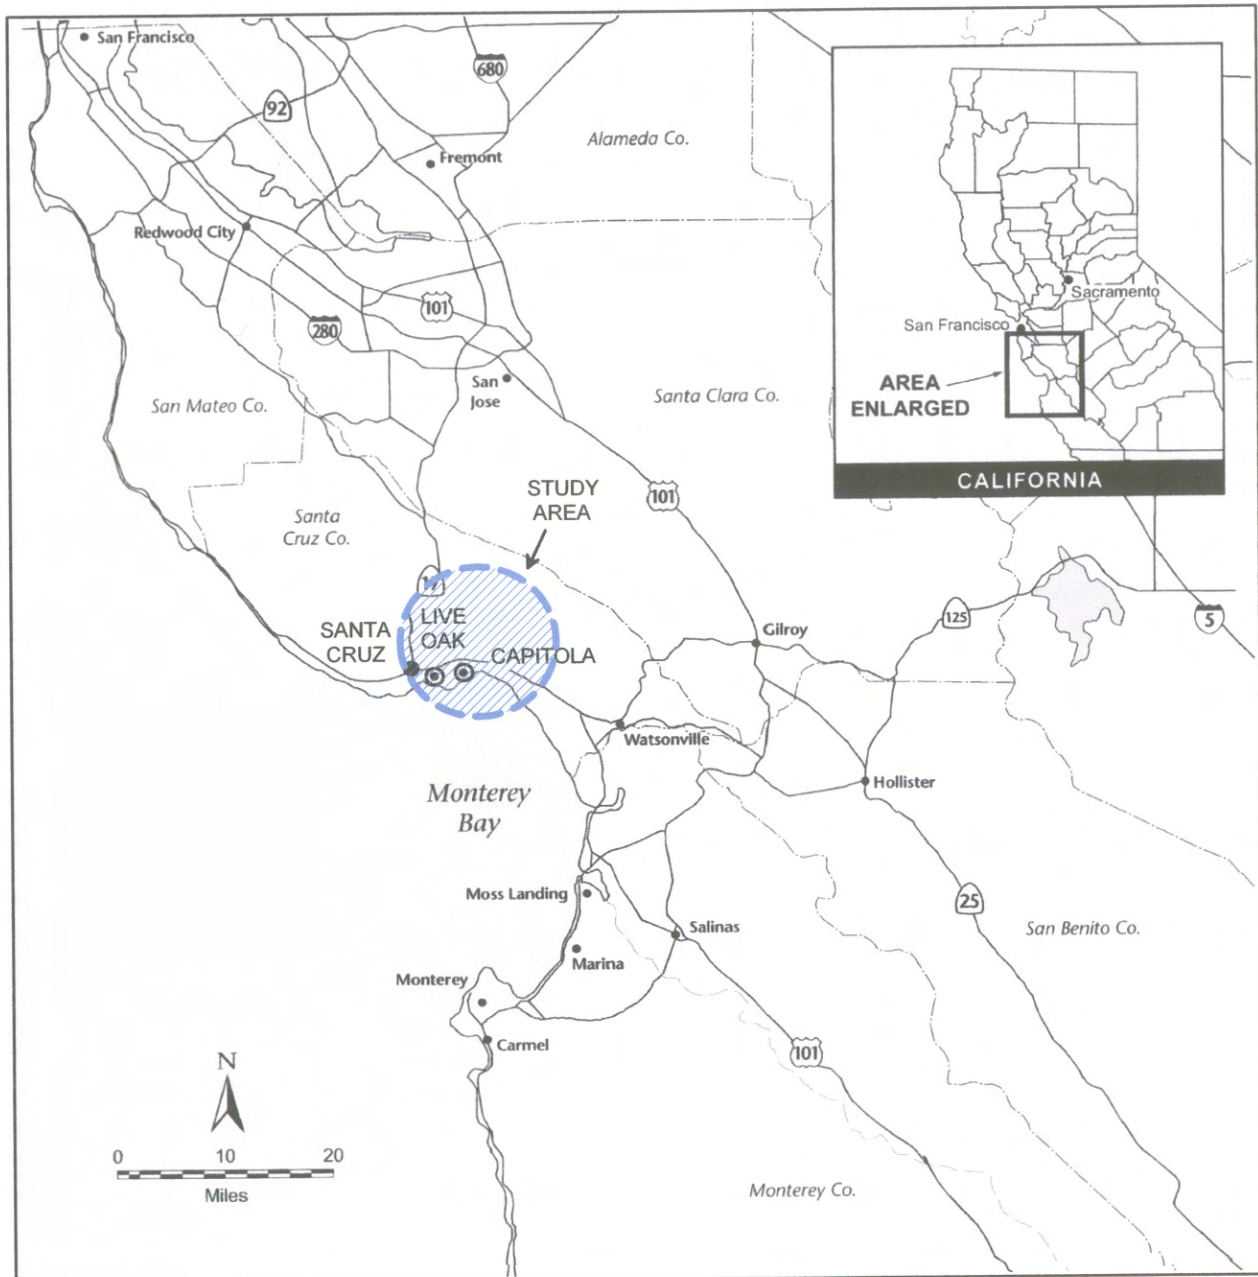 San Francisco
680
92
Fremont
Alameda Co.
Redwood City
101
280
San
Jose
San Mateo Co.
Santa Clara Co.
STUDY
AREA
101
Santa
Cruz Co.
17
LIVE
OAK
SANTA
CRUZ
CAPITOLA
Gilroy
125
5
Watsonville
Hollister
Monterey
Bay
Moss Landing
Salinas
25
San Benito Co.
Marina
Monterey
Carmel
101
Monterey Co.
N
0 10 20
Miles
Sacramento
San Francisco
AREA
ENLARGED
CALIFORNIA